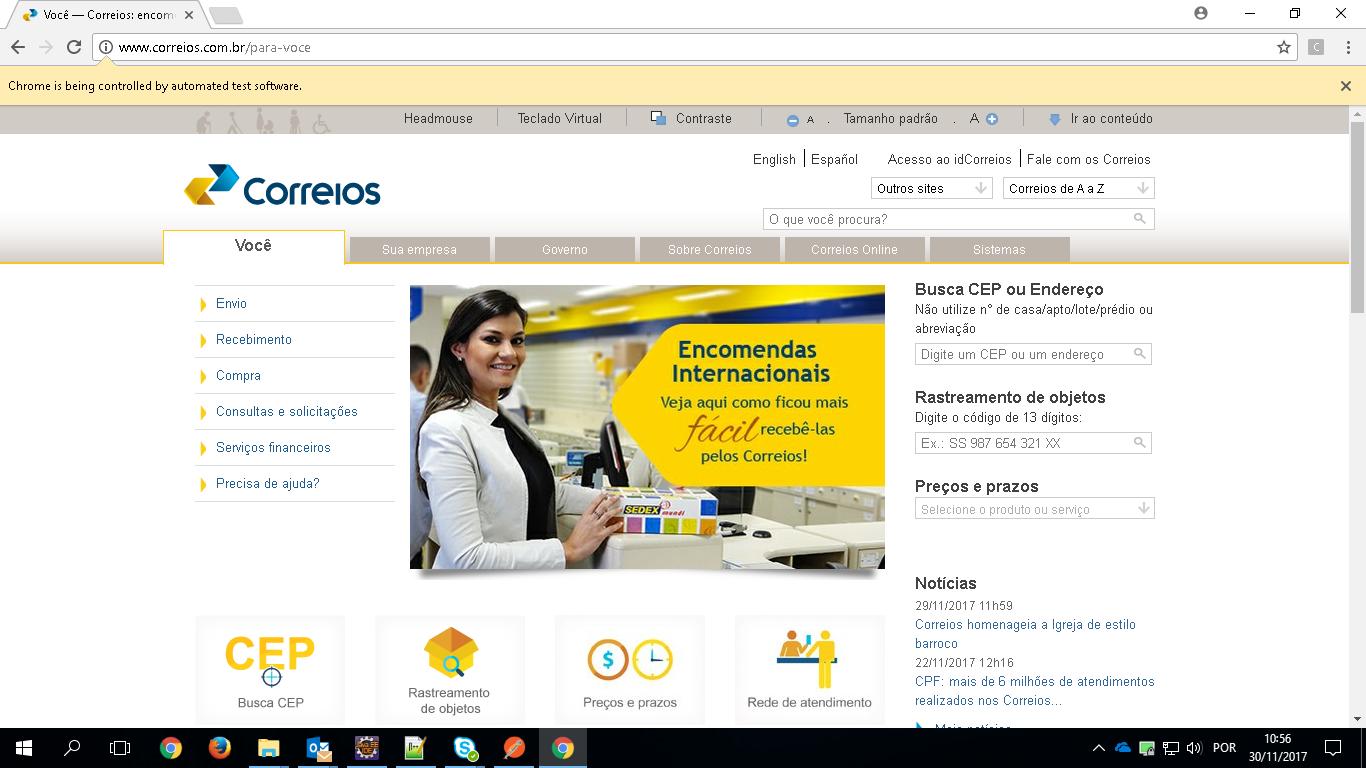 Você — Correios: encom
www.correios.com.br/para-voce
Chrome is being controlled by automated test software.
Headmouse
Teclado Virtual
Contraste
A . Tamanho padrão . A
Ir ao conteúdo
English
Español
Acesso ao idCorreios
Fale com os Correios
Correios
Outros sites
Correios de A a Z
O que você procura?
Você
Sua empresa
Governo
Sobre Correios
Correios Online
Sistemas
Envio
Recebimento
Compra
Consultas e solicitações
Serviços financeiros
Precisa de ajuda?
Encomendas
Internacionais
Veja aqui como ficou mais
fácil recebê-las
pelos Correios!
SEDEX
mundi
Busca CEP ou Endereço
Não utilize n° de casa/apto/lote/prédio ou
abreviação
Digite um CEP ou um endereço
Rastreamento de objetos
Digite o código de 13 dígitos:
Ex.: SS 987 654 321 XX
Preços e prazos
Selecione o produto ou serviço
Notícias
29/11/2017 11h59
Correios homenageia a Igreja de estilo
barroco
22/11/2017 12h16
CPF: mais de 6 milhões de atendimentos
realizados nos Correios...
Mais notícias
CEP
Busca CEP
Rastreamento
de objetos
$
Preços e prazos
Rede de atendimento
POR
10:56
30/11/2017